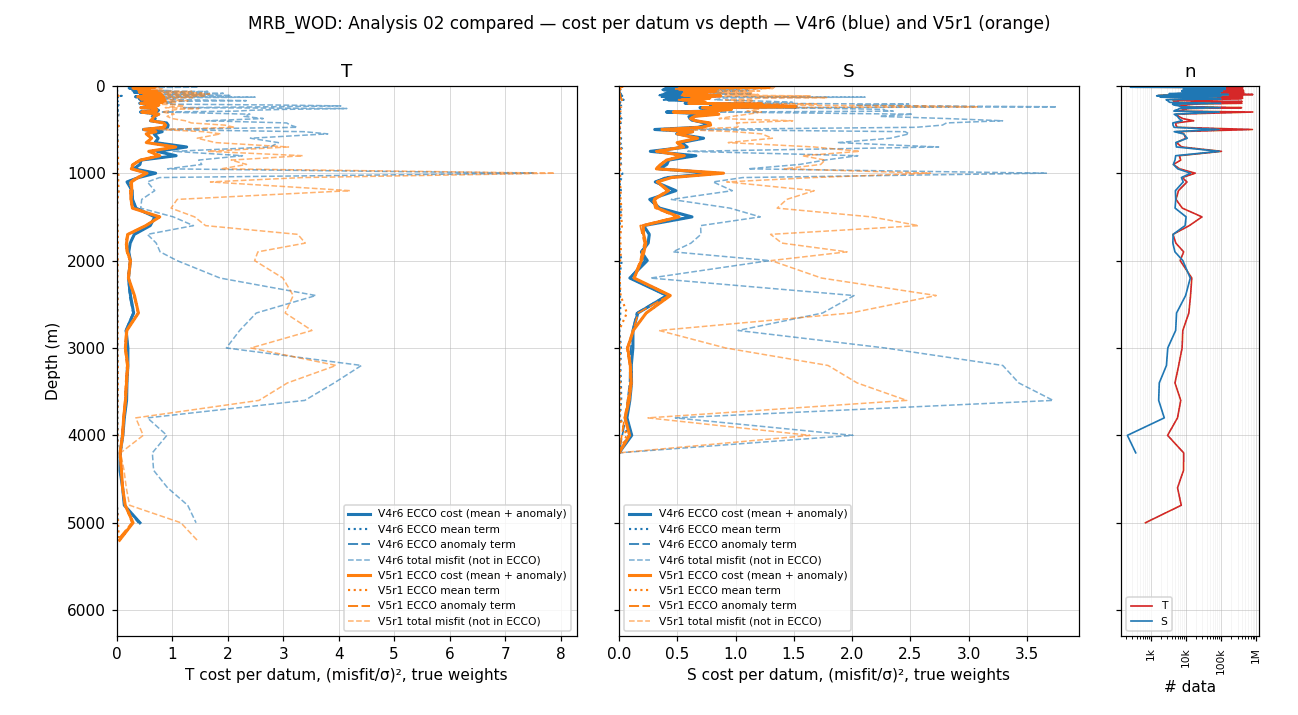 MRB_WOD: Analysis 02 compared — cost per datum vs depth — V4r6 (blue) and V5r1 (orange)
T
S
n
0
1000
2000
3000
4000
5000
6000
Depth (m)
V4r6 ECCO cost (mean + anomaly)
V4r6 ECCO mean term
V4r6 ECCO anomaly term
V4r6 total misfit (not in ECCO)
V5r1 ECCO cost (mean + anomaly)
V5r1 ECCO mean term
V5r1 ECCO anomaly term
V5r1 total misfit (not in ECCO)
0 1 2 3 4 5 6 7 8
T cost per datum, (misfit/σ)², true weights
V4r6 ECCO cost (mean + anomaly)
V4r6 ECCO mean term
V4r6 ECCO anomaly term
V4r6 total misfit (not in ECCO)
V5r1 ECCO cost (mean + anomaly)
V5r1 ECCO mean term
V5r1 ECCO anomaly term
V5r1 total misfit (not in ECCO)
0.0 0.5 1.0 1.5 2.0 2.5 3.0 3.5
S cost per datum, (misfit/σ)², true weights
T
S
1k 10k 100k 1M
# data